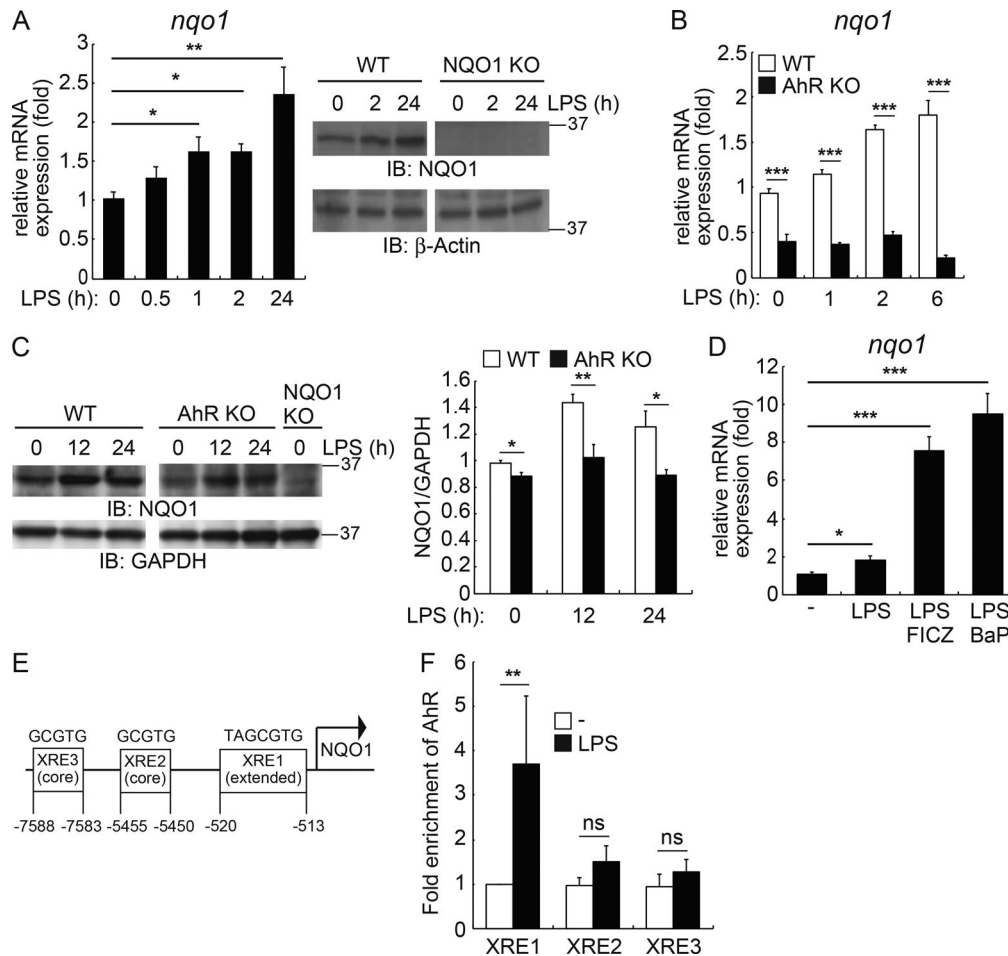 A
nqo1
relative mRNA
expression (fold)
3
2.5
2
1.5
1
0.5
0
**
*
*
LPS (h): 0 0.5 1 2 24
WT NQO1 KO
0 2 24 0 2 24 LPS (h)
37
IB: NQO1
37
IB: β-Actin
B
nqo1
WT
AhR KO
relative mRNA
expression (fold)
2.5
2
1.5
1
0.5
0
*** *** *** ***
LPS (h): 0 1 2 6
C
WT AhR KO NQO1
KO
0 12 24 0 12 24 0 LPS (h)
37
IB: NQO1
37
IB: GAPDH
WT AhR KO
NQO1/GAPDH
1.6
1.4
1.2
1
0.8
0.6
0.4
0.2
0
* ** *
LPS (h): 0 12 24
D
nqo1
relative mRNA
expression (fold)
12
10
8
6
4
2
0
***
***
*
- LPS LPS LPS
FICZ BaP
E
GCGTG GCGTG TAGCGTG
NQO1
XRE3 XRE2 XRE1
(core) (core) (extended)
-7588 -7583 -5455 -5450 -520 -513
F
Fold enrichment of AhR
6
5
4
3
2
1
0
-
LPS
** ns ns
XRE1 XRE2 XRE3